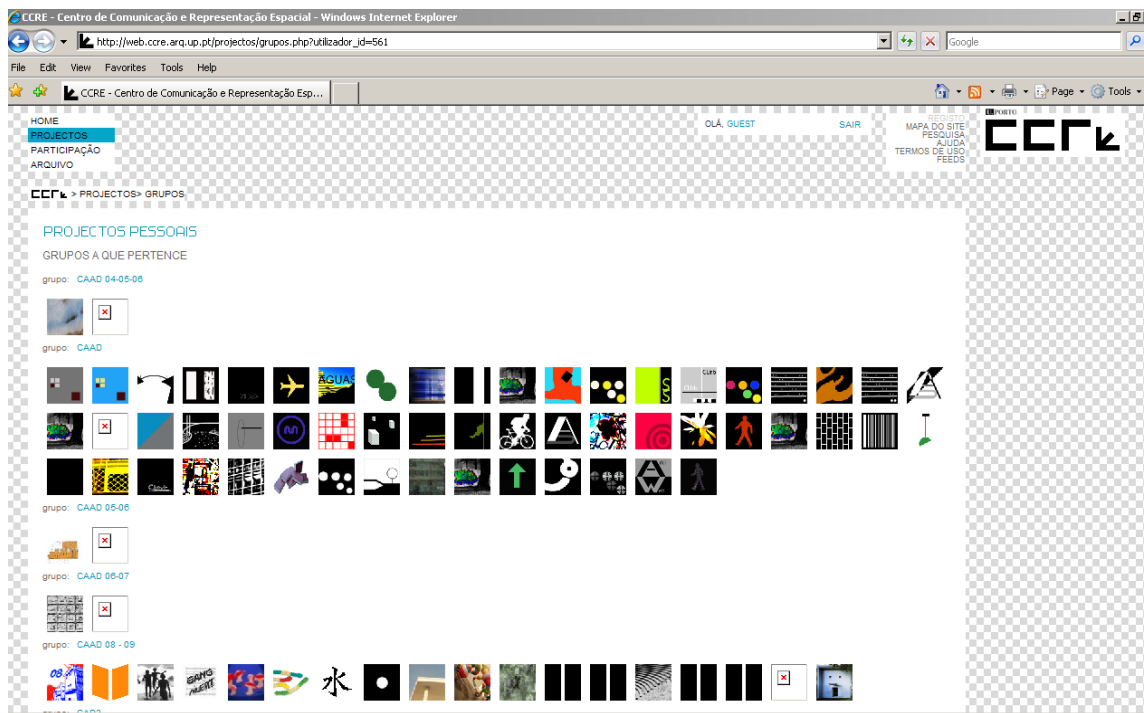 CCRE - Centro de Comunicação e Representação Espacial - Windows Internet Explorer
http://web.ccre.arq.up.pt/projectos/grupos.php?utilizador_id=561
Google
File Edit View Favorites Tools Help
CCRE - Centro de Comunicação e Representação Esp...
Page Tools
HOME
PROJECTOS
PARTICIPAÇÃO
ARQUIVO
OLÁ, GUEST SAIR
REGISTO
MAPA DO SITE
PESQUISA
AJUDA
TERMOS DE USO
FEEDS
U.PORTO
ccre
ccre > PROJECTOS> GRUPOS
PROJECTOS PESSOAIS
GRUPOS A QUE PERTENCE
grupo: CAAD 04-05-06
grupo: CAAD
AGUAS
grupo: CAAD 05-06
grupo: CAAD 06-07
grupo: CAAD 08 - 09
08
GANG
ALERT
水